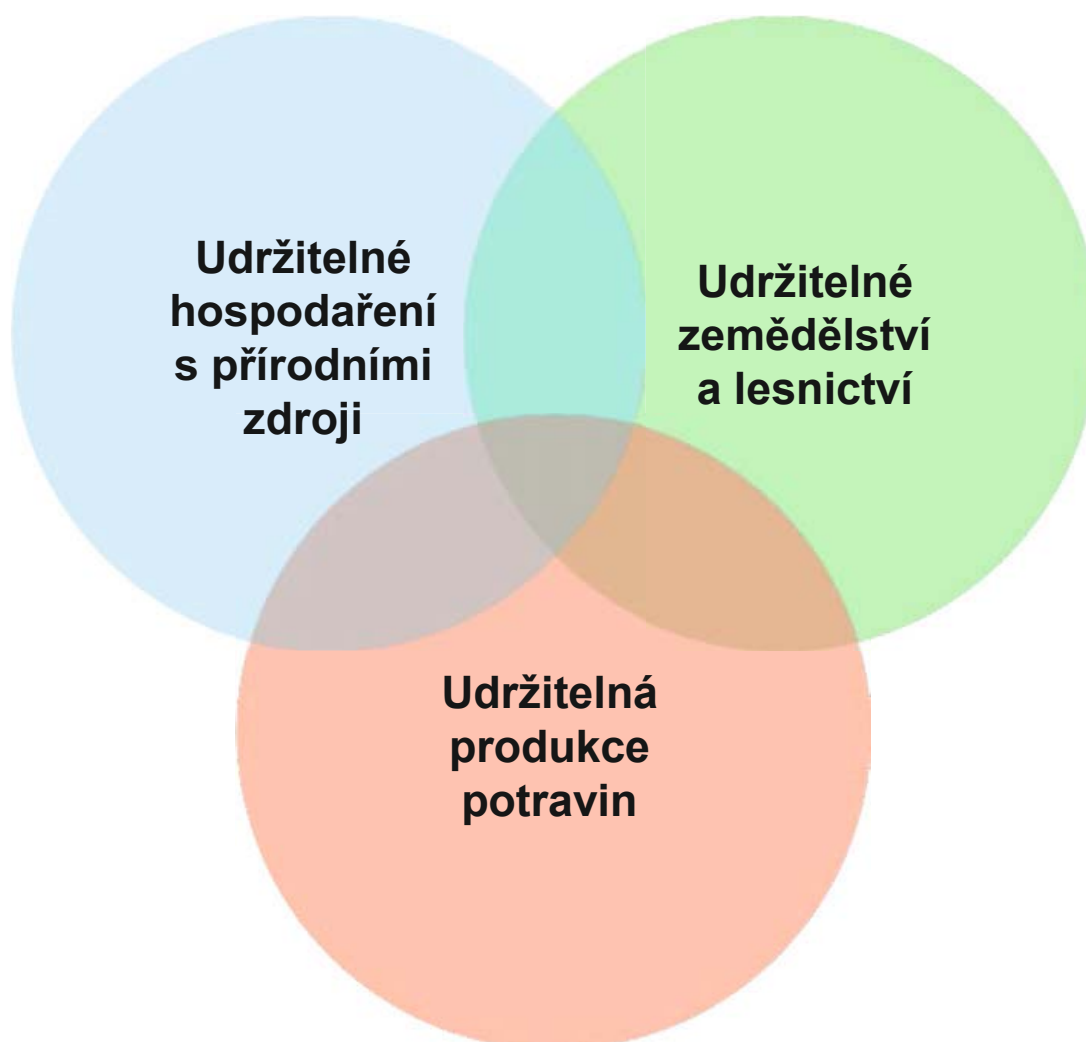 Udržitelné
hospodaření
s přírodními
zdroji
Udržitelné
zemědělství
a lesnictví
Udržitelná
produkce
potravin